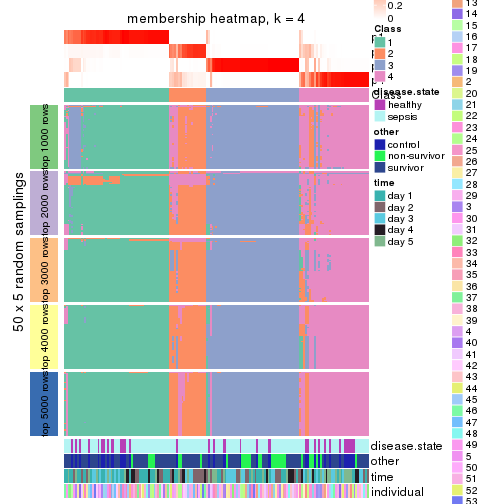 membership heatmap, k = 4
0.2
0
Class
1
2
3
4
disease.state
healthy
sepsis
other
control
non-survivor
survivor
time
day 1
day 2
day 3
day 4
day 5
p1
Class
50 x 5 random samplings
top 1000 rows
top 2000 rows
top 3000 rows
top 4000 rows
top 5000 rows
disease.state
other
time
individual
13
14
15
16
17
18
19
2
20
21
22
23
24
25
26
27
28
29
3
30
31
32
33
34
35
36
37
38
39
4
40
41
42
43
44
45
46
47
48
49
5
50
51
52
53